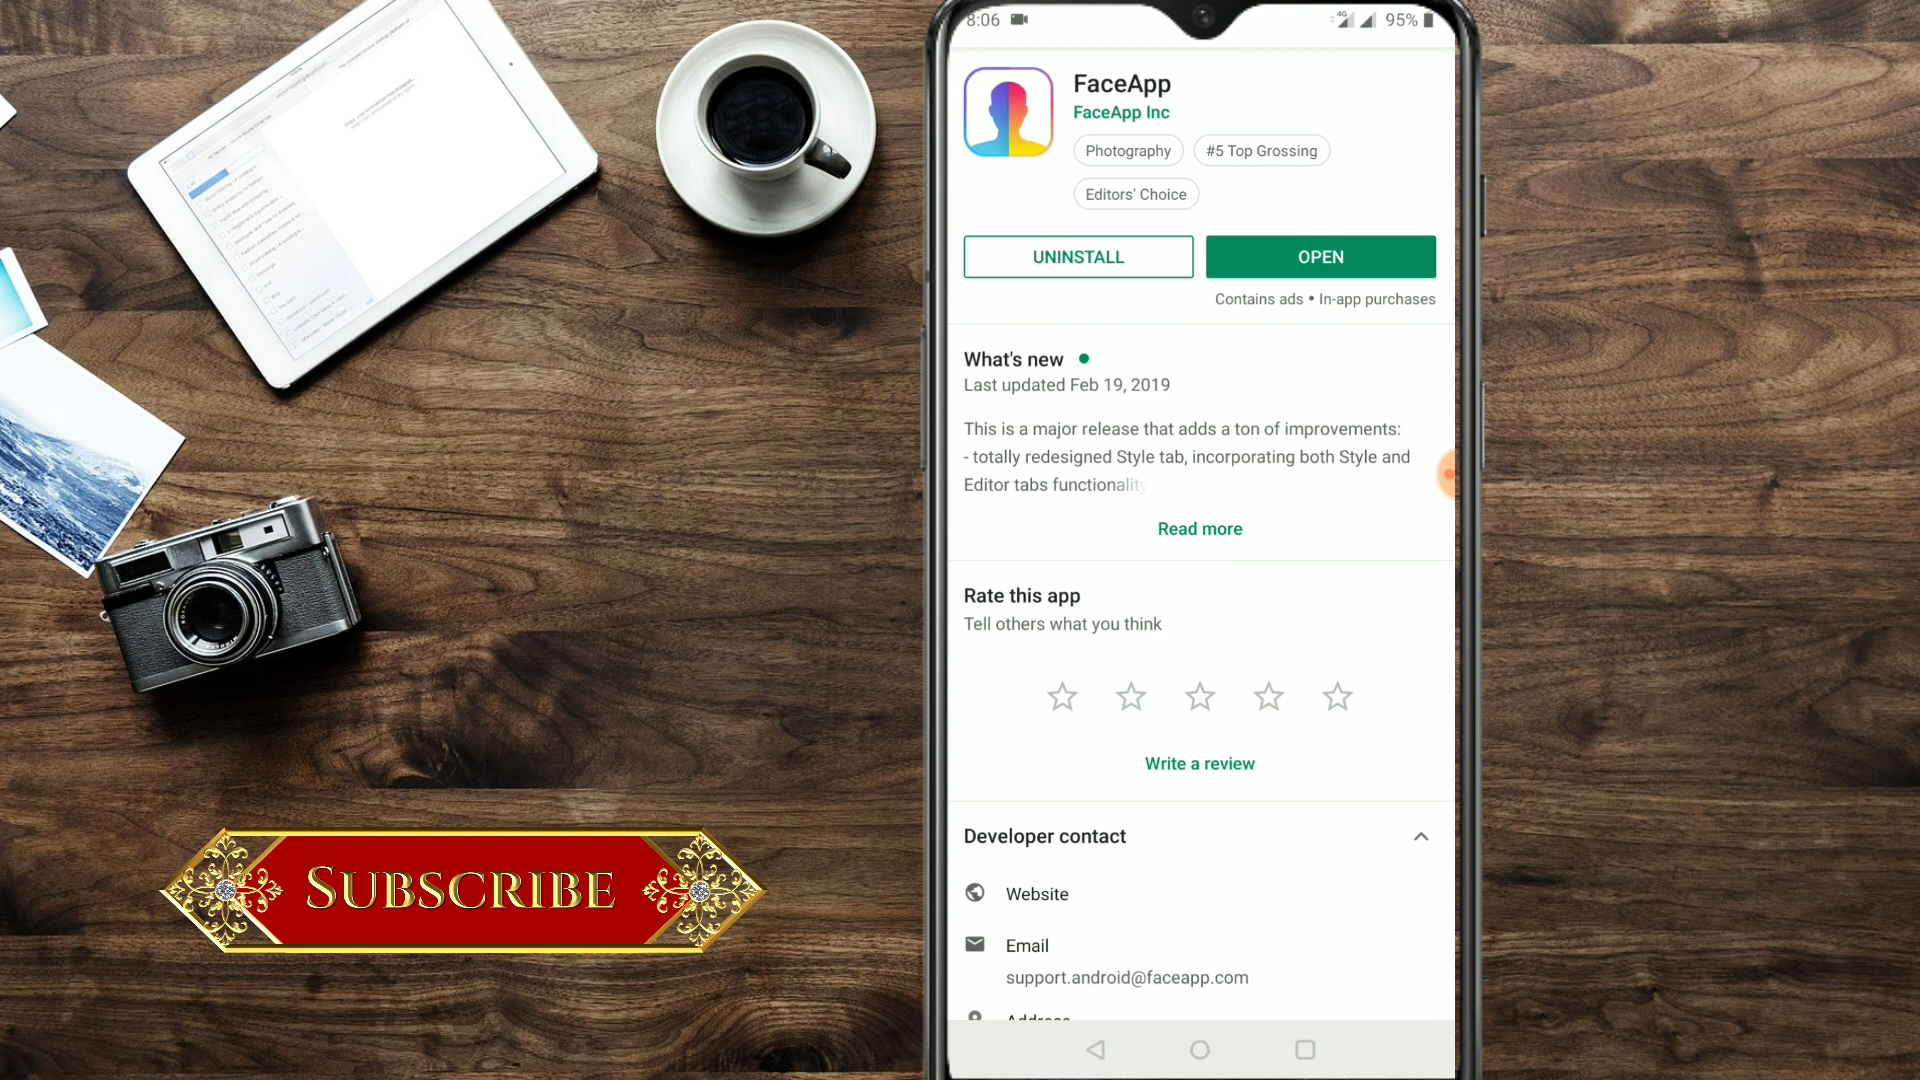 8:06
4G
95%
FaceApp
FaceApp Inc
Photography
#5 Top Grossing
Editors' Choice
UNINSTALL
OPEN
Contains ads • In-app purchases
What's new
Last updated Feb 19, 2019
This is a major release that adds a ton of improvements:
- totally redesigned Style tab, incorporating both Style and
Editor tabs functionality
Read more
Rate this app
Tell others what you think
Write a review
Developer contact
Website
Email
support.android@faceapp.com
Address
SUBSCRIBE